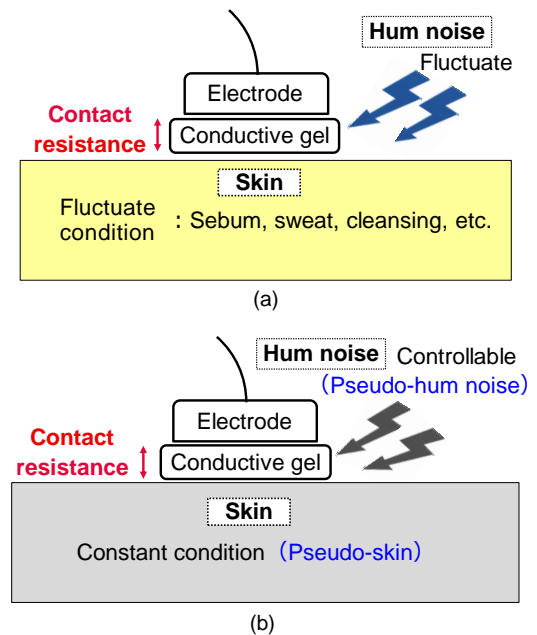 Hum noise
Fluctuate
Electrode
Contact
resistance
Conductive gel
Skin
Fluctuate
condition
: Sebum, sweat, cleansing, etc.
(a)
Hum noise Controllable
(Pseudo-hum noise)
Electrode
Contact
resistance
Conductive gel
Skin
Constant condition (Pseudo-skin)
(b)